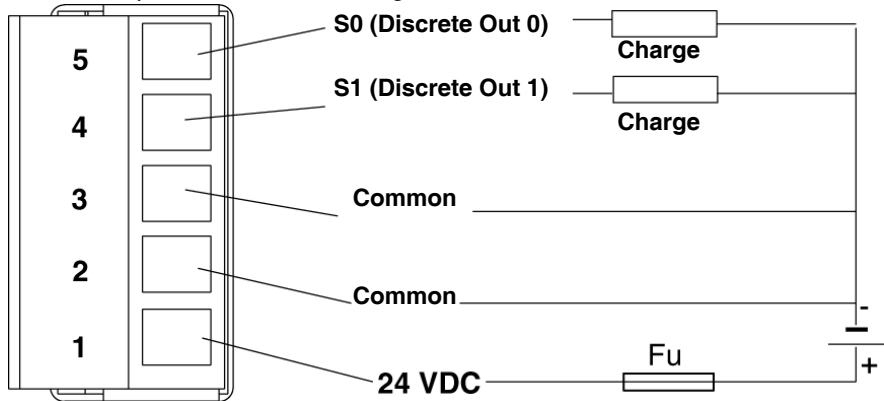 5
S0 (Discrete Out 0)
Charge
4
S1 (Discrete Out 1)
Charge
3
Common
2
Common
-
1
24 VDC
Fu
+